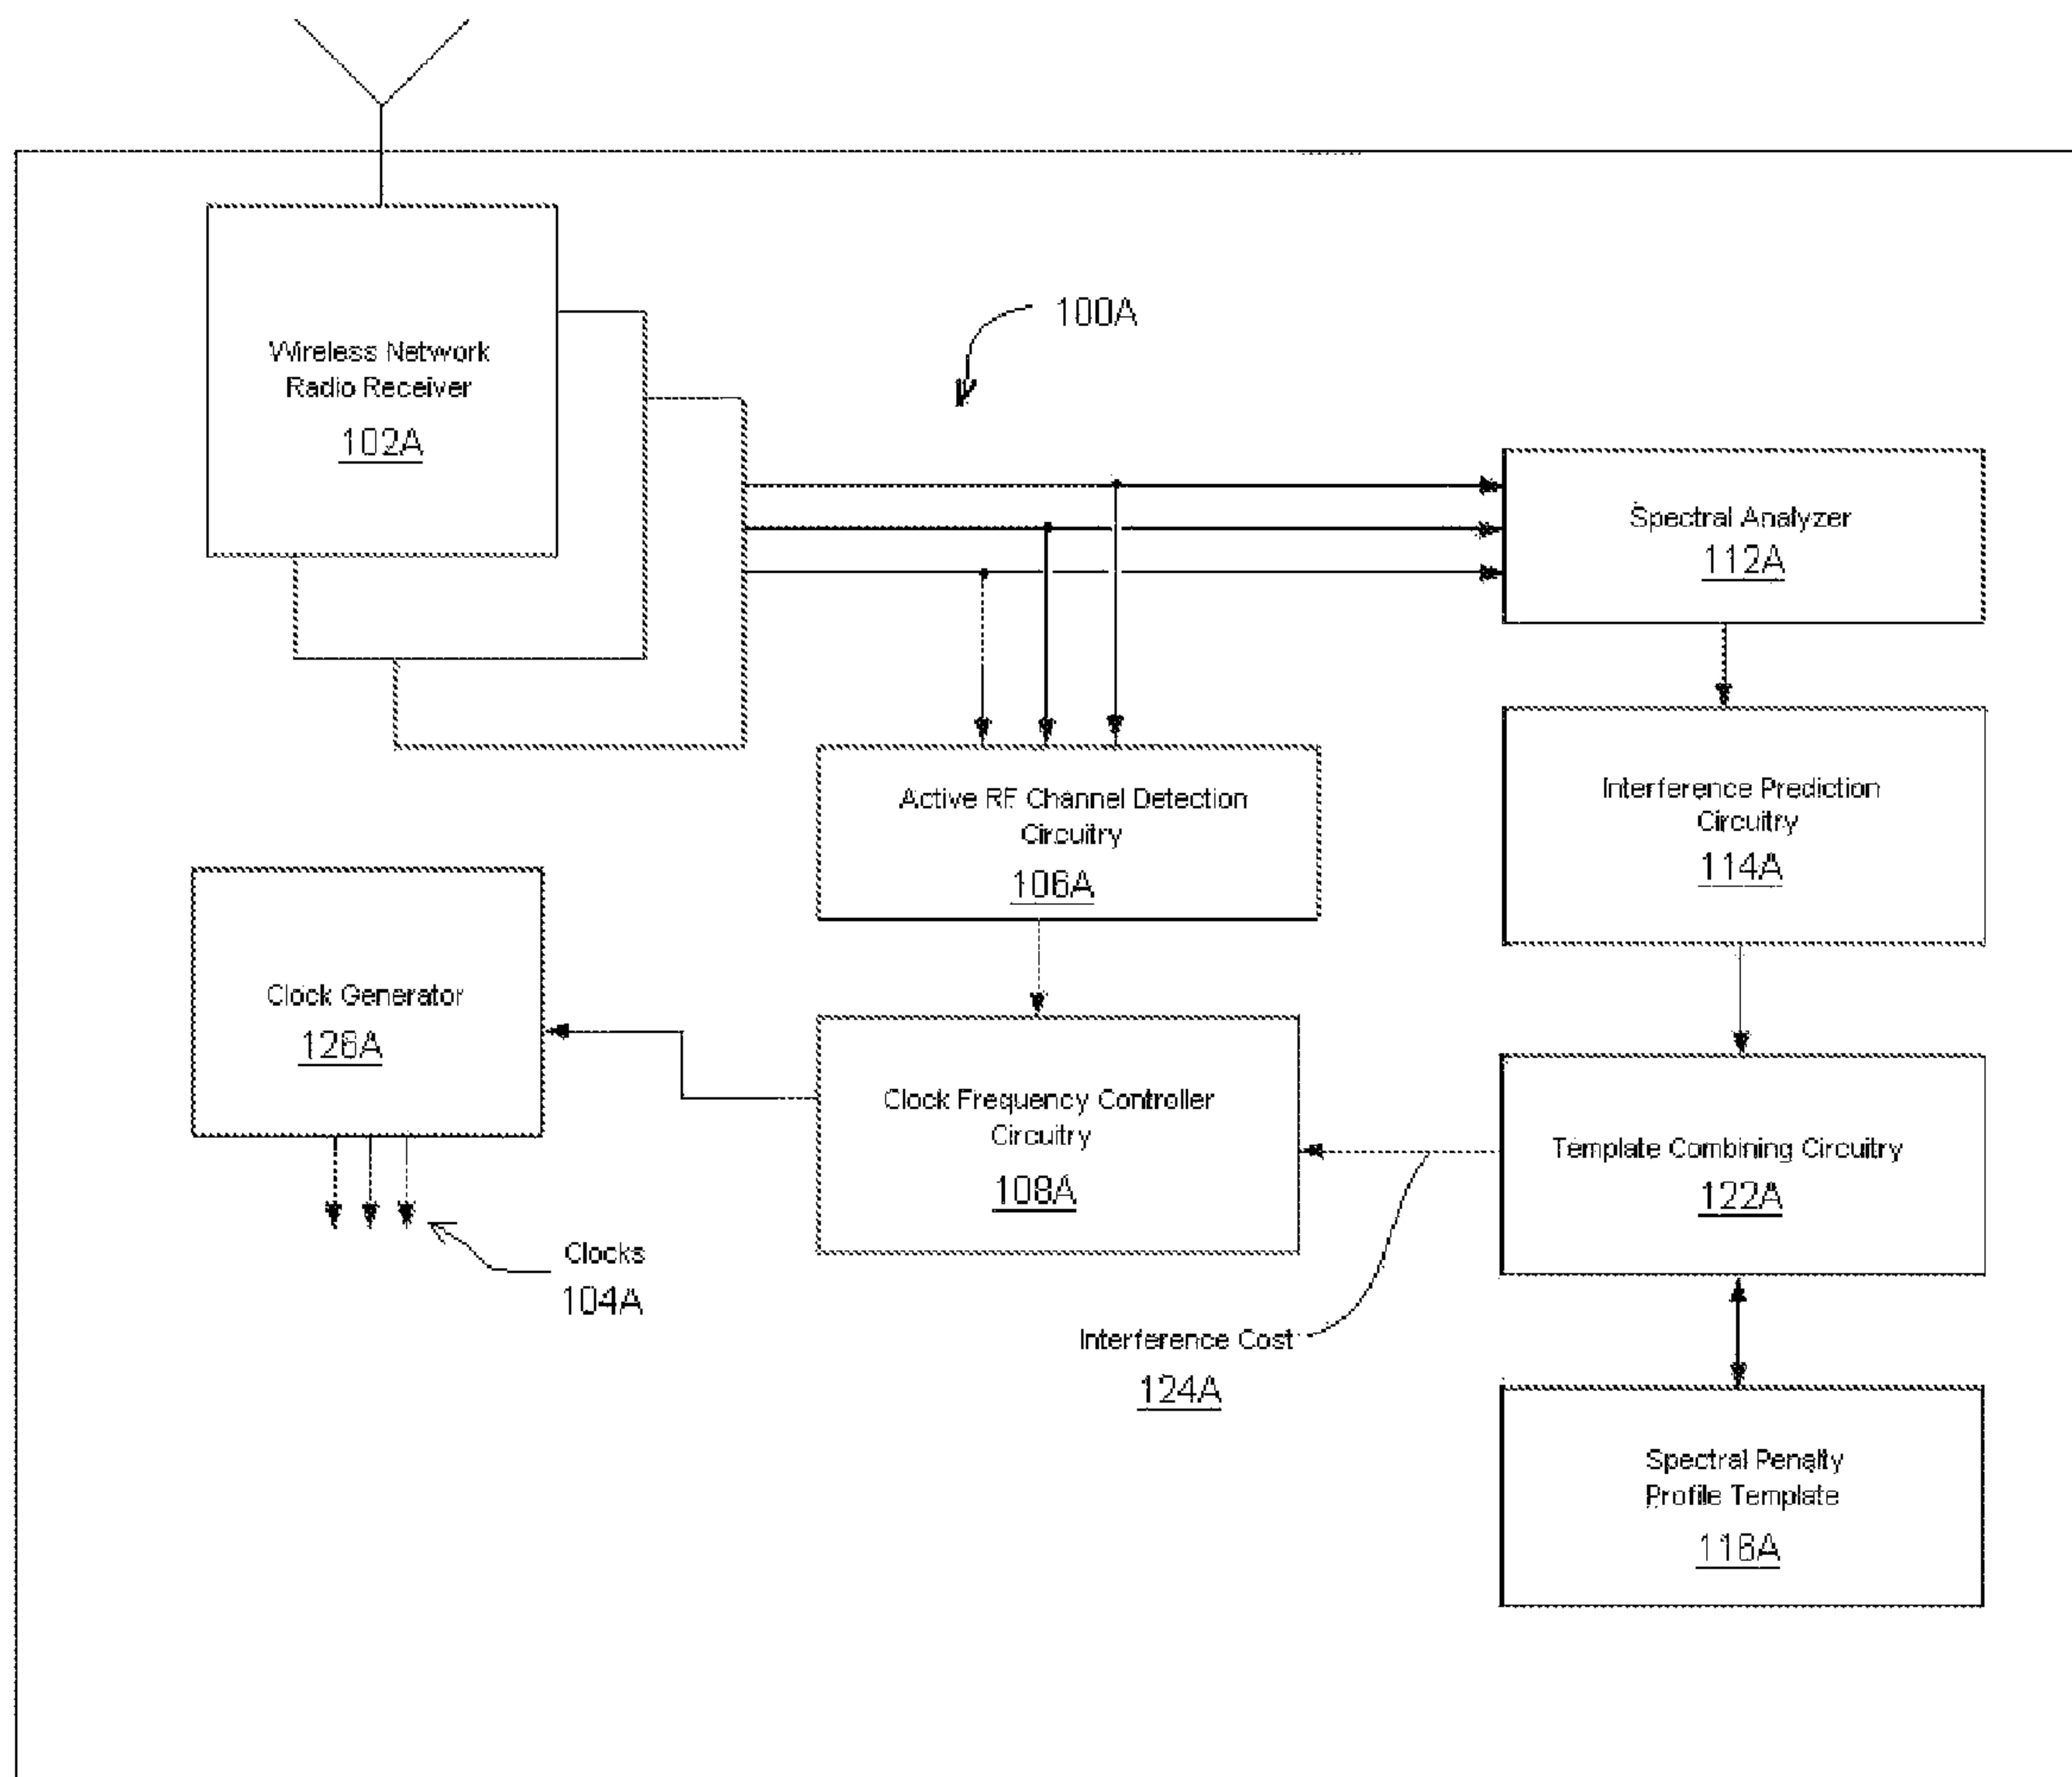 100A
Wireless Network
Radio Receiver
102A
Spectral Analyzer
112A
Active RF Channel Detection
Circuitry
106A
Interference Prediction
Circuitry
114A
Clock Generator
126A
Clock Frequency Controller
Circuitry
108A
Template Combining Circuitry
122A
Clocks
104A
Interference Cost
124A
Spectral Penalty
Profile Template
118A